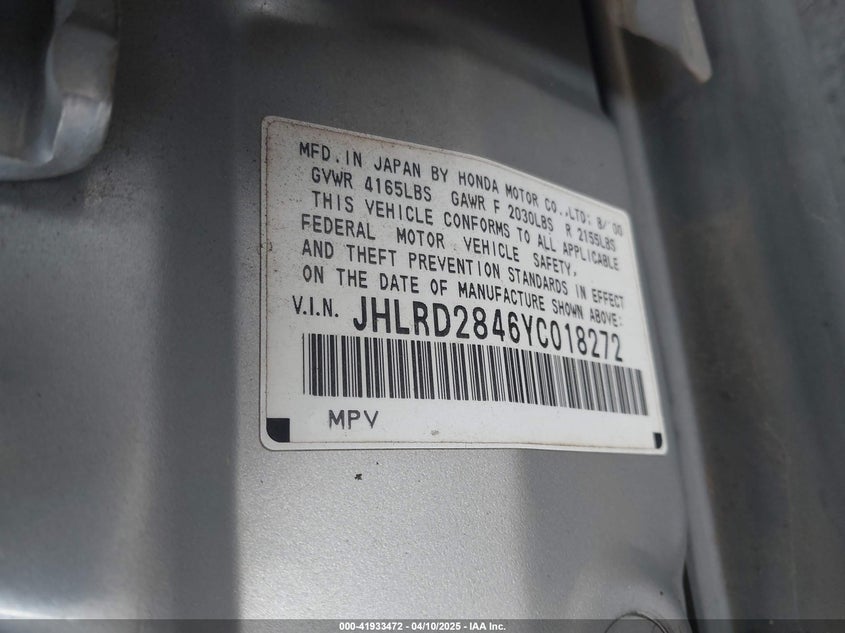 MFD.IN JAPAN BY HONDA MOTOR CO.,LTD: 8/'00
GVWR 4165LBS GAWR F 2030LBS R 2155LBS
THIS VEHICLE CONFORMS TO ALL APPLICABLE
FEDERAL MOTOR VEHICLE SAFETY,
AND THEFT PREVENTION STANDARDS IN EFFECT
ON THE DATE OF MANUFACTURE SHOWN ABOVE:
V.I.N. JHLRD2846YC018272
MPV
000-41933472 — 04/10/2025 - IAA Inc.